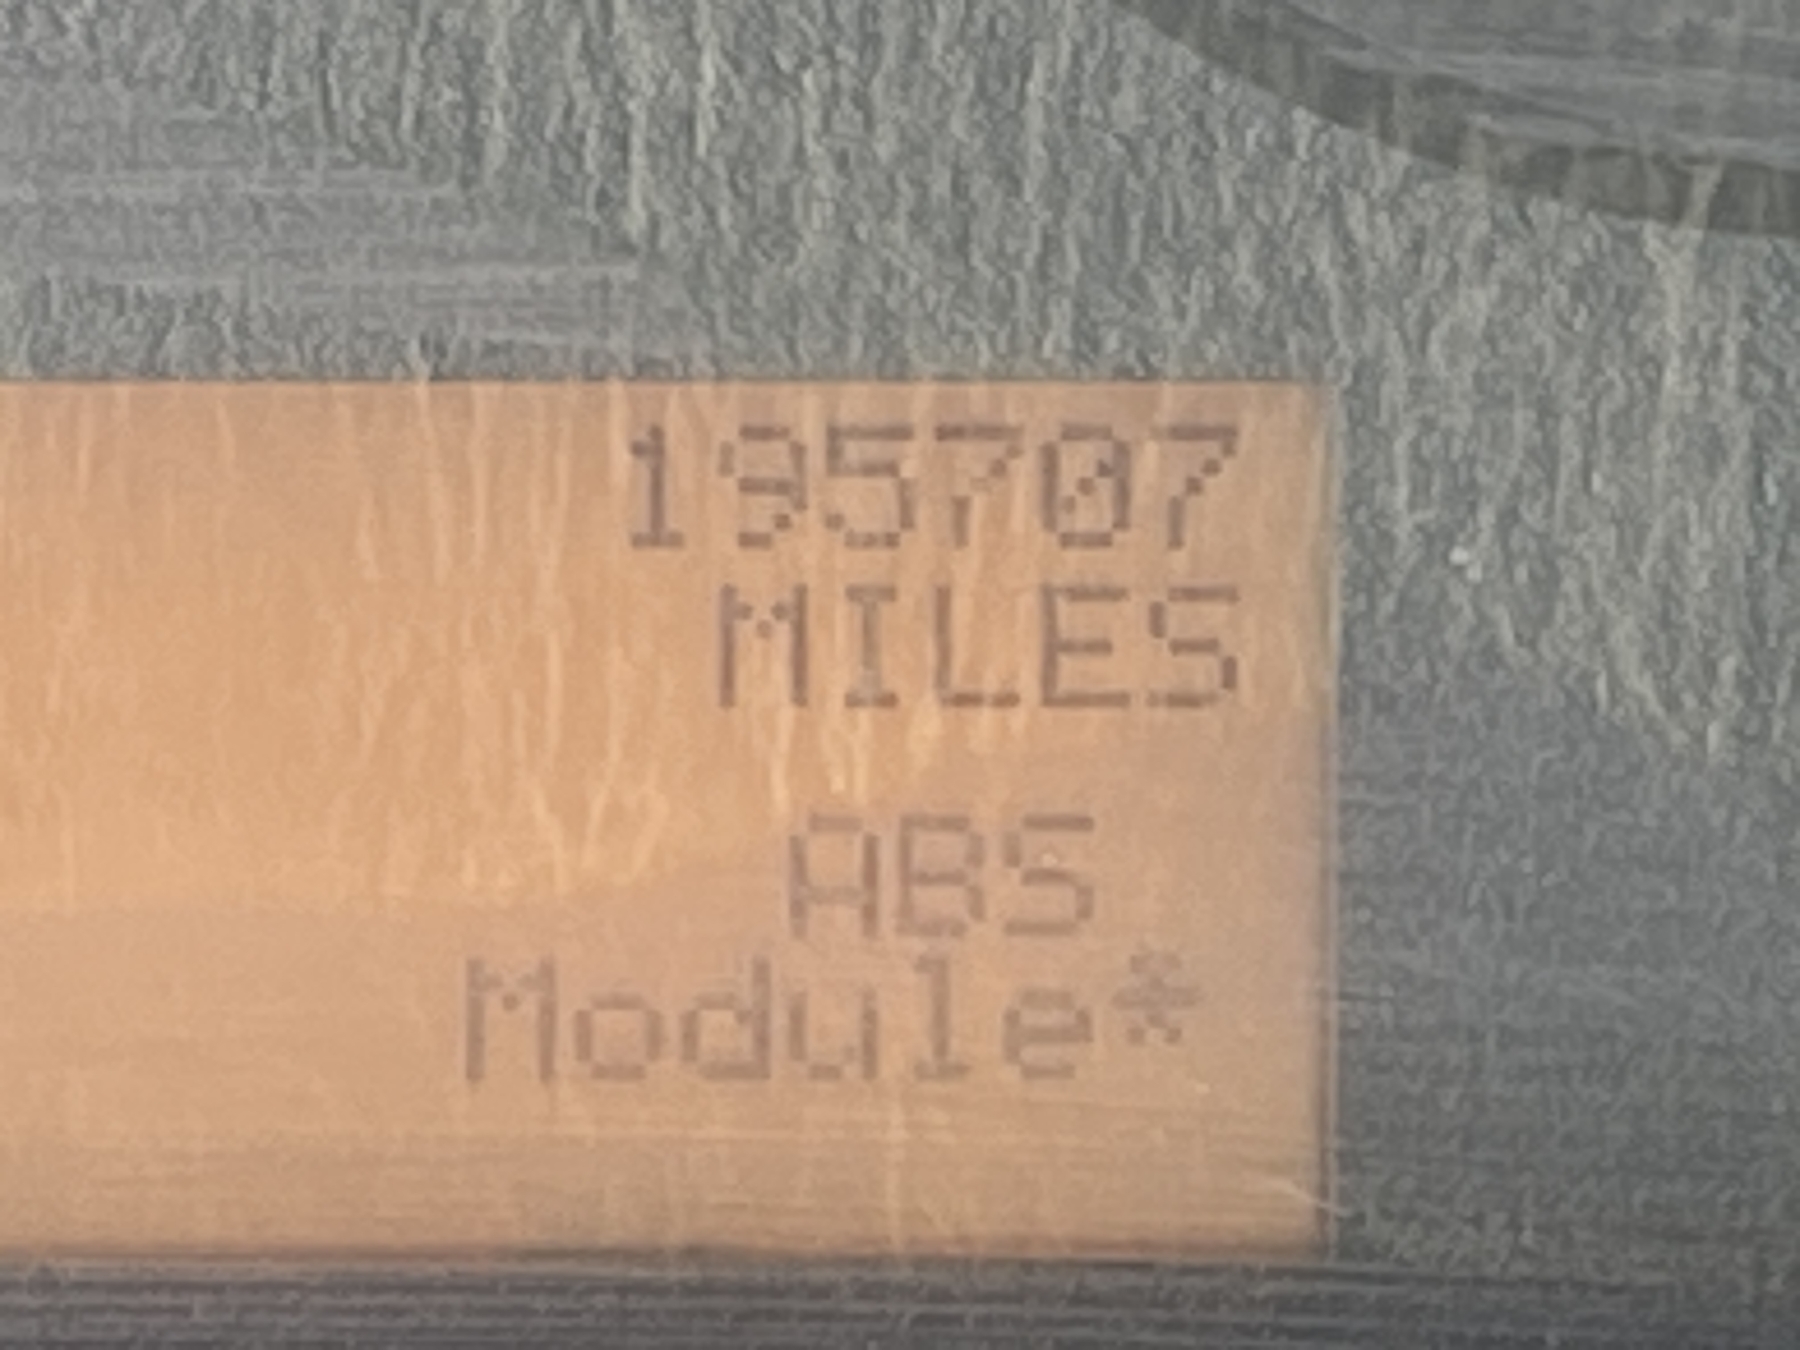 195707
MILES
ABS
Module*